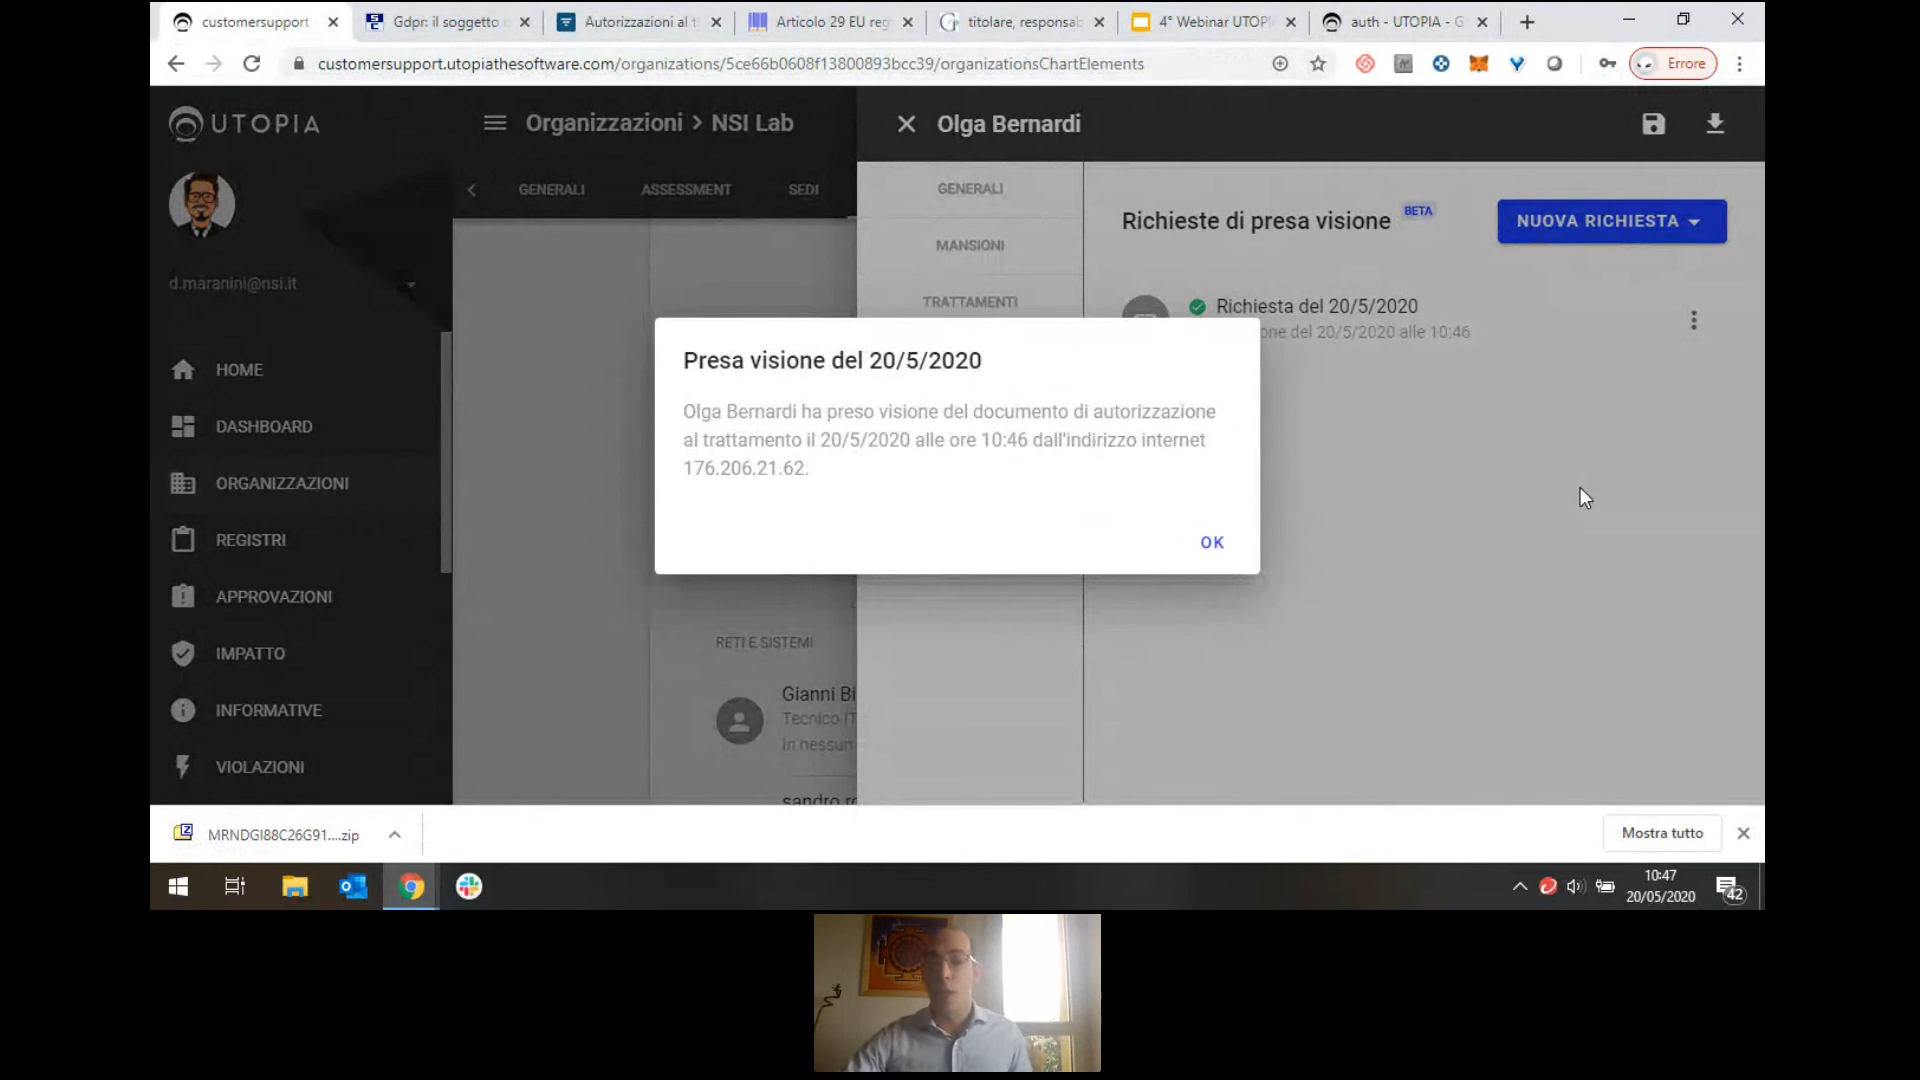 customersupport
Gdpr: il soggetto
Autorizzazioni al t
Articolo 29 EU reg
titolare, responsab
4° Webinar UTOPI
auth - UTOPIA - G
customersupport.utopiathesoftware.com/organizations/5ce66b0608f13800893bcc39/organizationsChartElements
Errore
UTOPIA
Organizzazioni > NSI Lab
Olga Bernardi
GENERALI
ASSESSMENT
SEDI
d.maranini@nsi.it
HOME
DASHBOARD
ORGANIZZAZIONI
REGISTRI
APPROVAZIONI
IMPATTO
INFORMATIVE
VIOLAZIONI
GENERALI
MANSIONI
TRATTAMENTI
Richieste di presa visione BETA
NUOVA RICHIESTA
Richiesta del 20/5/2020
one del 20/5/2020 alle 10:46
Presa visione del 20/5/2020
Olga Bernardi ha preso visione del documento di autorizzazione
al trattamento il 20/5/2020 alle ore 10:46 dall'indirizzo internet
176.206.21.62.
OK
RETI E SISTEMI
Gianni Bi
Tecnico IT
In nessun
sandro ro
MRNDGI88C26G91....zip
Mostra tutto
10:47
20/05/2020
42